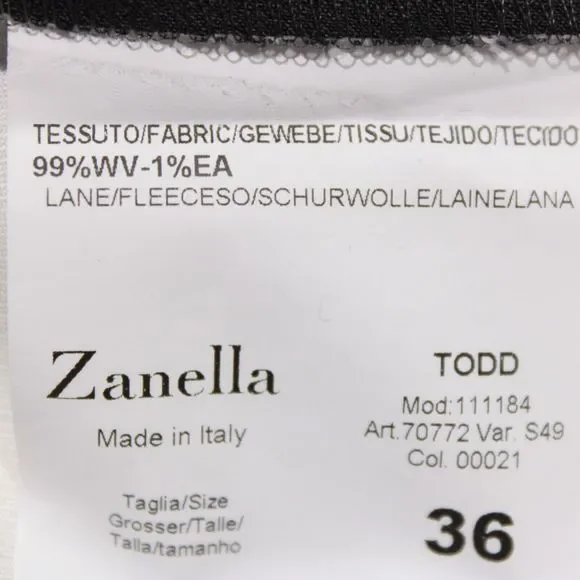 TESSUTO/FABRIC/GEWEBE/TISSU/TEJIDO/TECIDO
99%WV-1%EA
LANE/FLEECESO/SCHURWOLLE/LAINE/LANA
Zanella
Made in Italy
TODD
Mod:111184
Art.70772 Var. S49
Col. 00021
Taglia/Size
Grosser/Talle/
Talla/tamanho
36